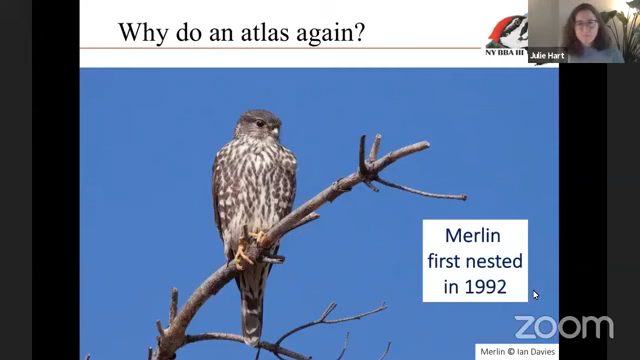 Why do an atlas again?
NY BBA III
Julie Hart
Merlin
first nested
in 1992
zoom
Merlin © Ian Davies